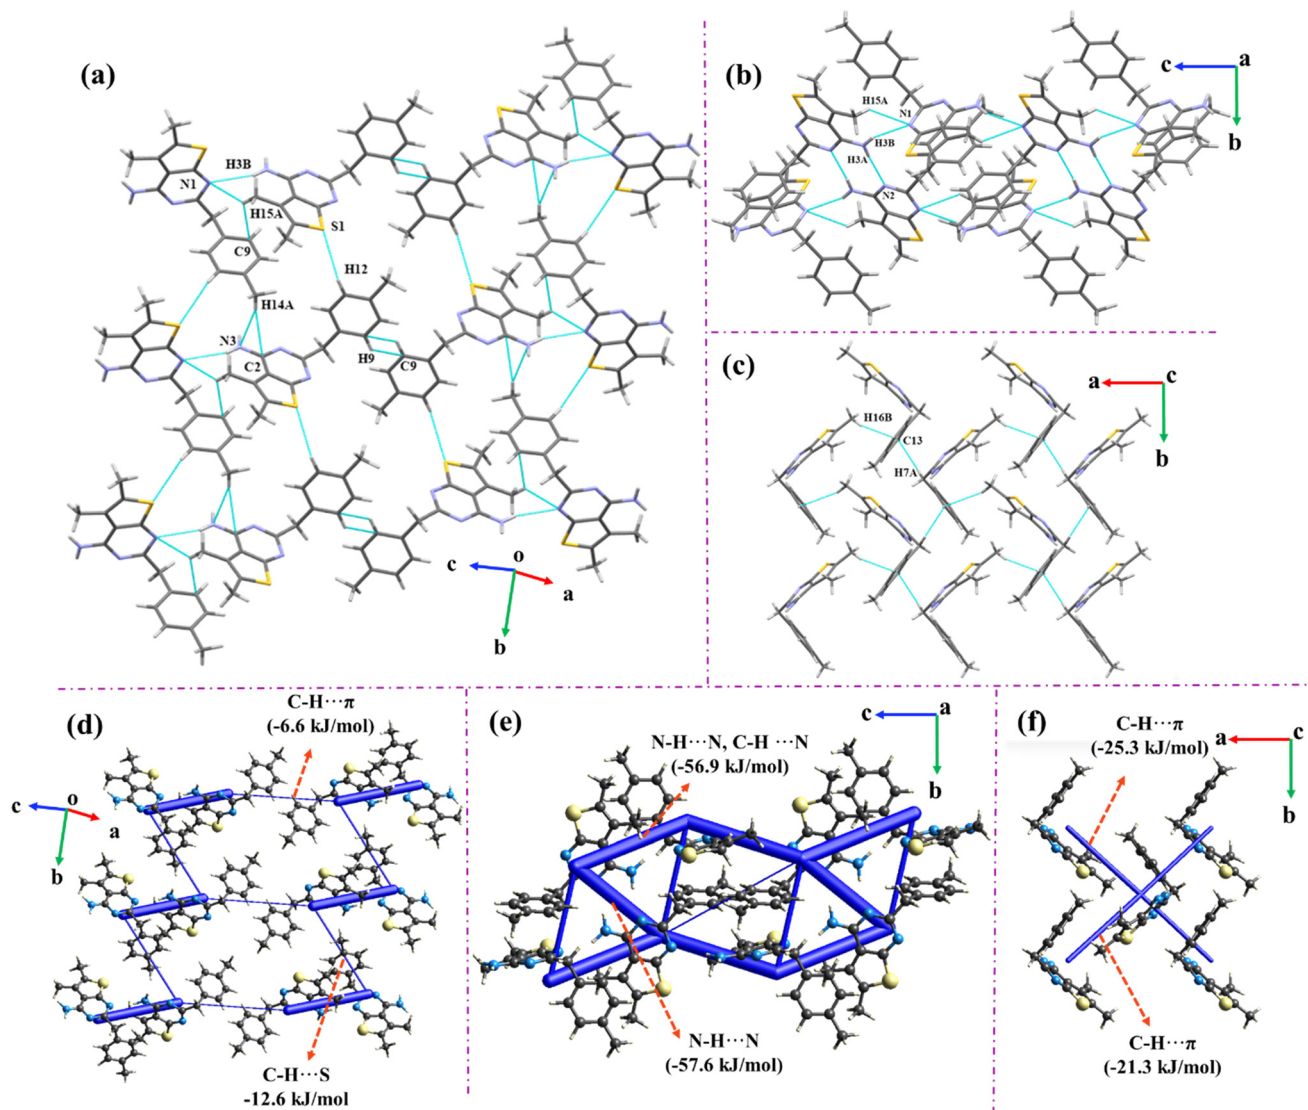 (a)
H3B
N1
H15A
S1
C9
H12
H14A
N3
C2
H9
C9
c
o
a
b
(b)
c
a
b
H15A
N1
H3B
H3A
N2
(c)
a
c
b
H16B
C13
H7A
(d)
C-H···π
(-6.6 kJ/mol)
c
o
a
b
C-H···S
-12.6 kJ/mol
(e)
c
a
b
N-H···N, C-H ···N
(-56.9 kJ/mol)
N-H···N
(-57.6 kJ/mol)
(f)
C-H···π
(-25.3 kJ/mol)
a
c
b
C-H···π
(-21.3 kJ/mol)